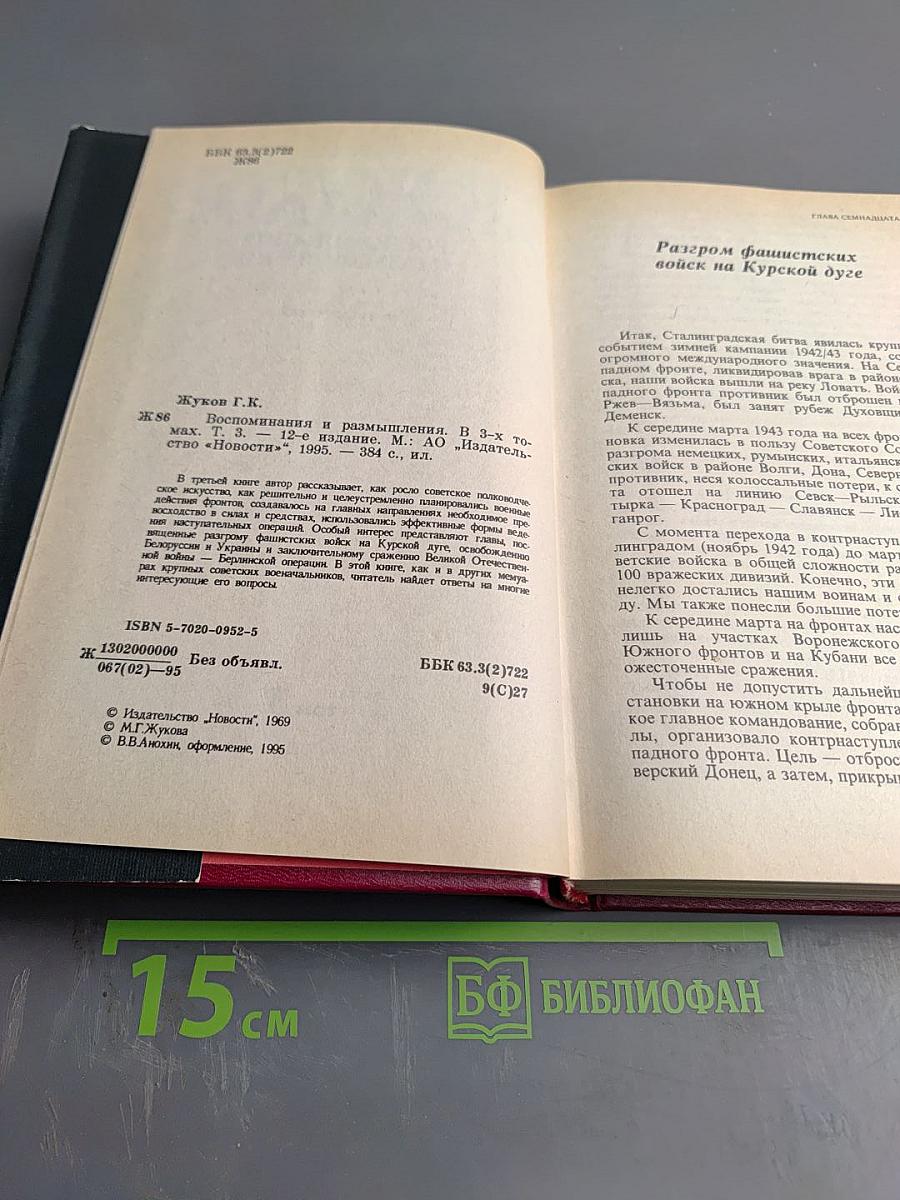 ББК 63.3(2)722
Ж86
Жуков Г.К.
Ж86 Воспоминания и размышления. В 3-х то-
мах. Т. 3. — 12-е издание. М.: АО „Издатель-
ство «Новости»“, 1995. — 384 с., ил.
В третьей книге автор рассказывает, как росло советское полководче-
ское искусство, как решительно и целеустремленно планировались военные
действия фронтов, создавалось на главных направлениях необходимое пре-
восходство в силах и средствах, использовались эффективные формы веде-
ния наступательных операций. Особый интерес представляют главы, пос-
вященные разгрому фашистских войск на Курской дуге, освобождению
Белоруссии и Украины и заключительному сражению Великой Отечествен-
ной войны — Берлинской операции. В этой книге, как и в других мемуа-
рах крупных советских военачальников, читатель найдет ответы на многие
интересующие его вопросы.
ISBN 5-7020-0952-5
Ж 1302000000
067(02)—95 Без объявл.
ББК 63.3(2)722
9(С)27
© Издательство „Новости“, 1969
© М.Г.Жукова
© В.В.Анохин, оформление, 1995
ГЛАВА СЕМНАДЦАТА
Разгром фашистских
войск на Курской дуге
Итак, Сталинградская битва явилась круп
событием зимней кампании 1942/43 года, со
огромного международного значения. На Се
падном фронте, ликвидировав врага в район
ска, наши войска вышли на реку Ловать. Вой
падного фронта противник был отброшен
Ржев—Вязьма, был занят рубеж Духовщи
Деменск.
К середине марта 1943 года на всех фро
новка изменилась в пользу Советского Со
разгрома немецких, румынских, итальянск
ских войск в районе Волги, Дона, Северн
противник, неся колоссальные потери, к с
та отошел на линию Севск—Рыльск
тырка — Красноград — Славянск — Ли
ганрог.
С момента перехода в контрнаступ
линградом (ноябрь 1942 года) до март
ветские войска в общей сложности ра
100 вражеских дивизий. Конечно, эти
нелегко достались нашим воинам и
ду. Мы также понесли большие поте
К середине марта на фронтах нас
лишь на участках Воронежского
Южного фронтов и на Кубани все
ожесточенные сражения.
Чтобы не допустить дальнейш
становки на южном крыле фронта
кое главное командование, собра
лы, организовало контрнаступле
падного фронта. Цель — отброс
верский Донец, а затем, прикры
15 см
БФ БИБЛИОФАН